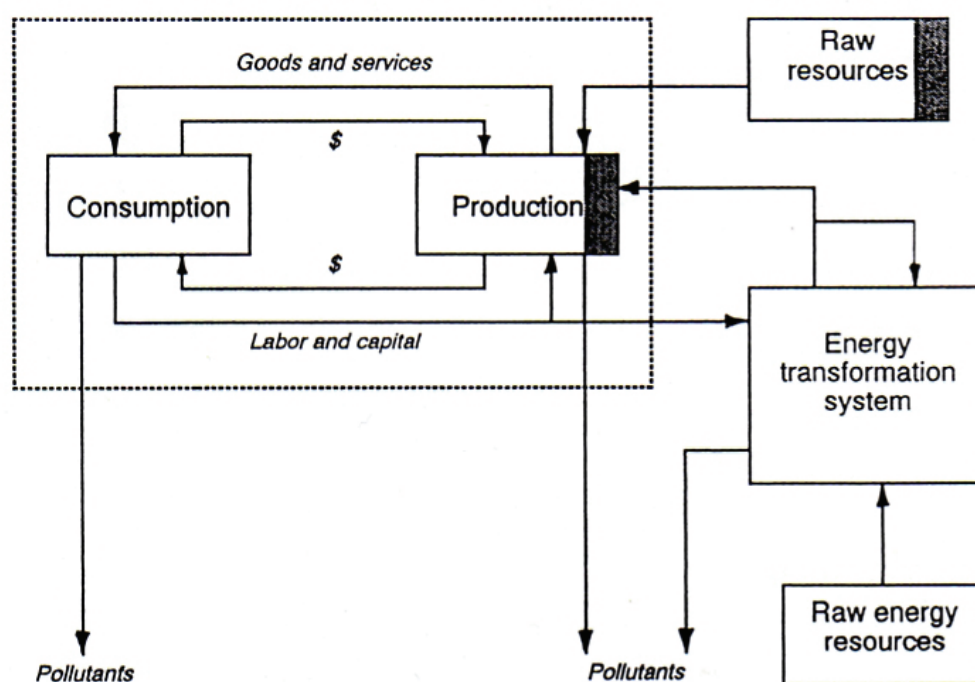 Goods and services
Raw
resources
$
Consumption
Production
$
Labor and capital
Energy
transformation
system
Raw energy
resources
Pollutants
Pollutants